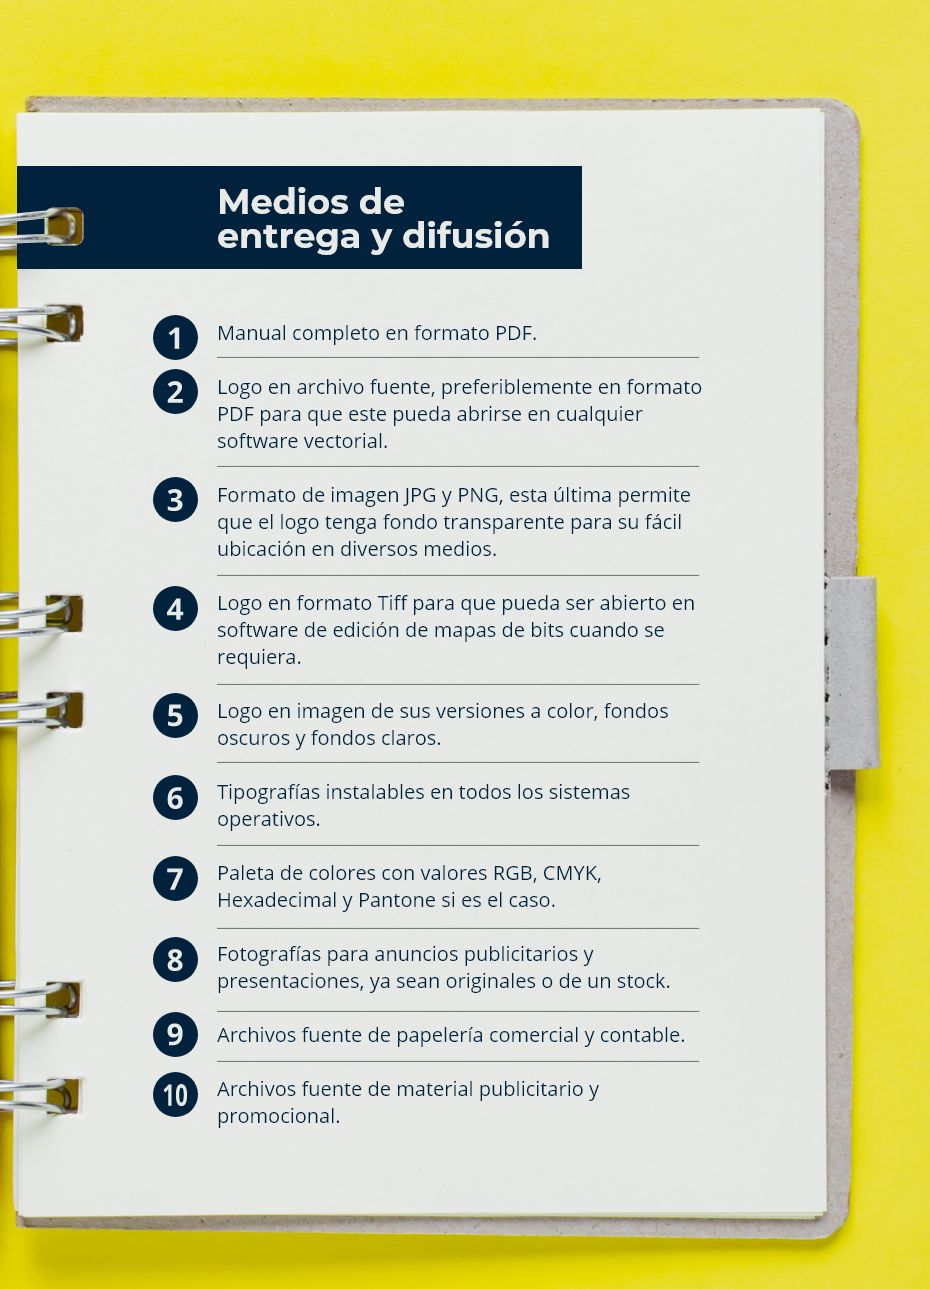 Medios de
entrega y difusión
1 Manual completo en formato PDF.
2 Logo en archivo fuente, preferiblemente en formato
PDF para que este pueda abrirse en cualquier
software vectorial.
3 Formato de imagen JPG y PNG, esta última permite
que el logo tenga fondo transparente para su fácil
ubicación en diversos medios.
4 Logo en formato Tiff para que pueda ser abierto en
software de edición de mapas de bits cuando se
requiera.
5 Logo en imagen de sus versiones a color, fondos
oscuros y fondos claros.
6 Tipografías instalables en todos los sistemas
operativos.
7 Paleta de colores con valores RGB, CMYK,
Hexadecimal y Pantone si es el caso.
8 Fotografías para anuncios publicitarios y
presentaciones, ya sean originales o de un stock.
9 Archivos fuente de papelería comercial y contable.
10 Archivos fuente de material publicitario y
promocional.